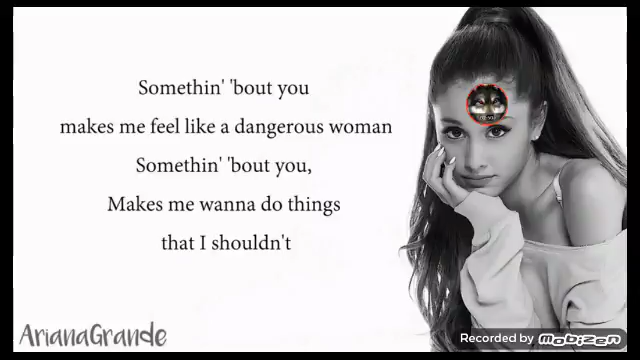 Somethin' 'bout you
makes me feel like a dangerous woman
Somethin' 'bout you,
Makes me wanna do things
that I shouldn't
ArianaGrande
Recorded by mobizen